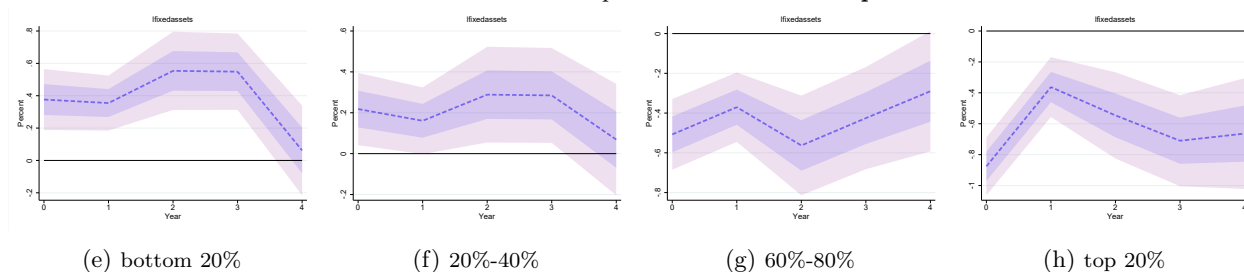 lfixedassets lfixedassets lfixedassets lfixedassets
Percent
.8
.6
.4
.2
0
-.2
0 1 2 3 4
Year
Percent
.6
.4
.2
0
-.2
0 1 2 3 4
Year
Percent
0
-.2
-.4
-.6
-.8
0 1 2 3 4
Year
Percent
0
-.2
-.4
-.6
-.8
-1
0 1 2 3 4
Year
(e) bottom 20% (f) 20%-40% (g) 60%-80% (h) top 20%